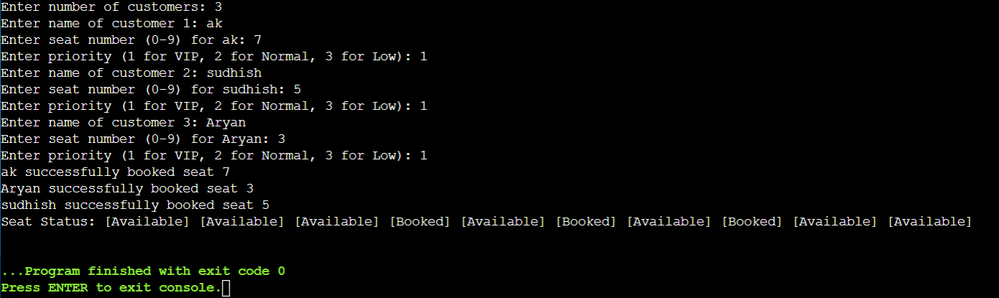 Enter number of customers: 3
Enter name of customer 1: ak
Enter seat number (0-9) for ak: 7
Enter priority (1 for VIP, 2 for Normal, 3 for Low): 1
Enter name of customer 2: sudhish
Enter seat number (0-9) for sudhish: 5
Enter priority (1 for VIP, 2 for Normal, 3 for Low): 1
Enter name of customer 3: Aryan
Enter seat number (0-9) for Aryan: 3
Enter priority (1 for VIP, 2 for Normal, 3 for Low): 1
ak successfully booked seat 7
Aryan successfully booked seat 3
sudhish successfully booked seat 5
Seat Status: [Available] [Available] [Available] [Booked] [Available] [Booked] [Available] [Booked] [Available] [Available]
...Program finished with exit code 0
Press ENTER to exit console.